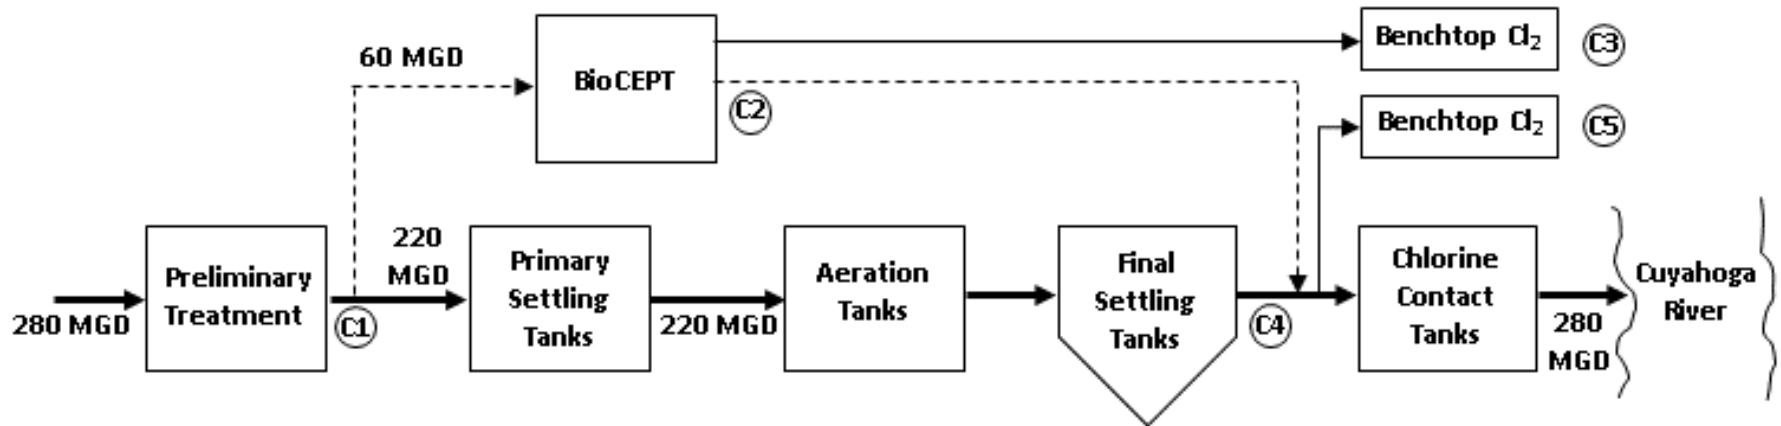 60 MGD
BioCEPT
C2
Benchtop Cl₂
C3
Benchtop Cl₂
C5
280 MGD
Preliminary
Treatment
C1
220
MGD
Primary
Settling
Tanks
220 MGD
Aeration
Tanks
Final
Settling
Tanks
C4
Chlorine
Contact
Tanks
280
MGD
Cuyahoga
River